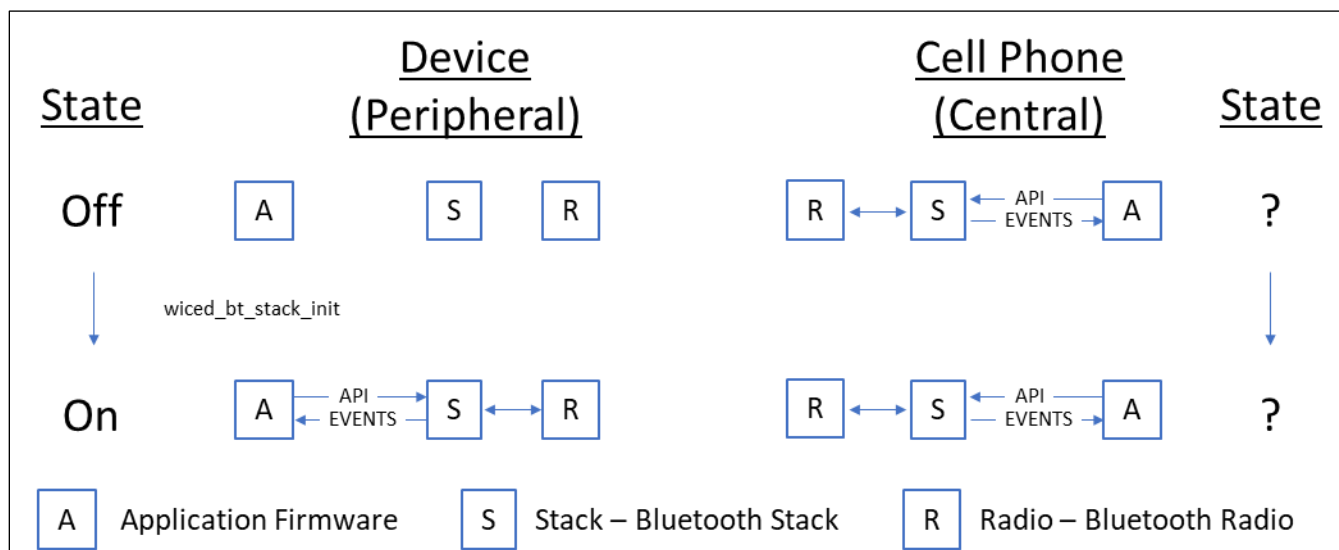 Device
(Peripheral)
Cell Phone
(Central)
State
State
Off
A
S
R
R
S
API
EVENTS
A
?
wiced_bt_stack_init
On
A
API
EVENTS
S
R
R
S
API
EVENTS
A
?
A Application Firmware
S Stack – Bluetooth Stack
R Radio – Bluetooth Radio